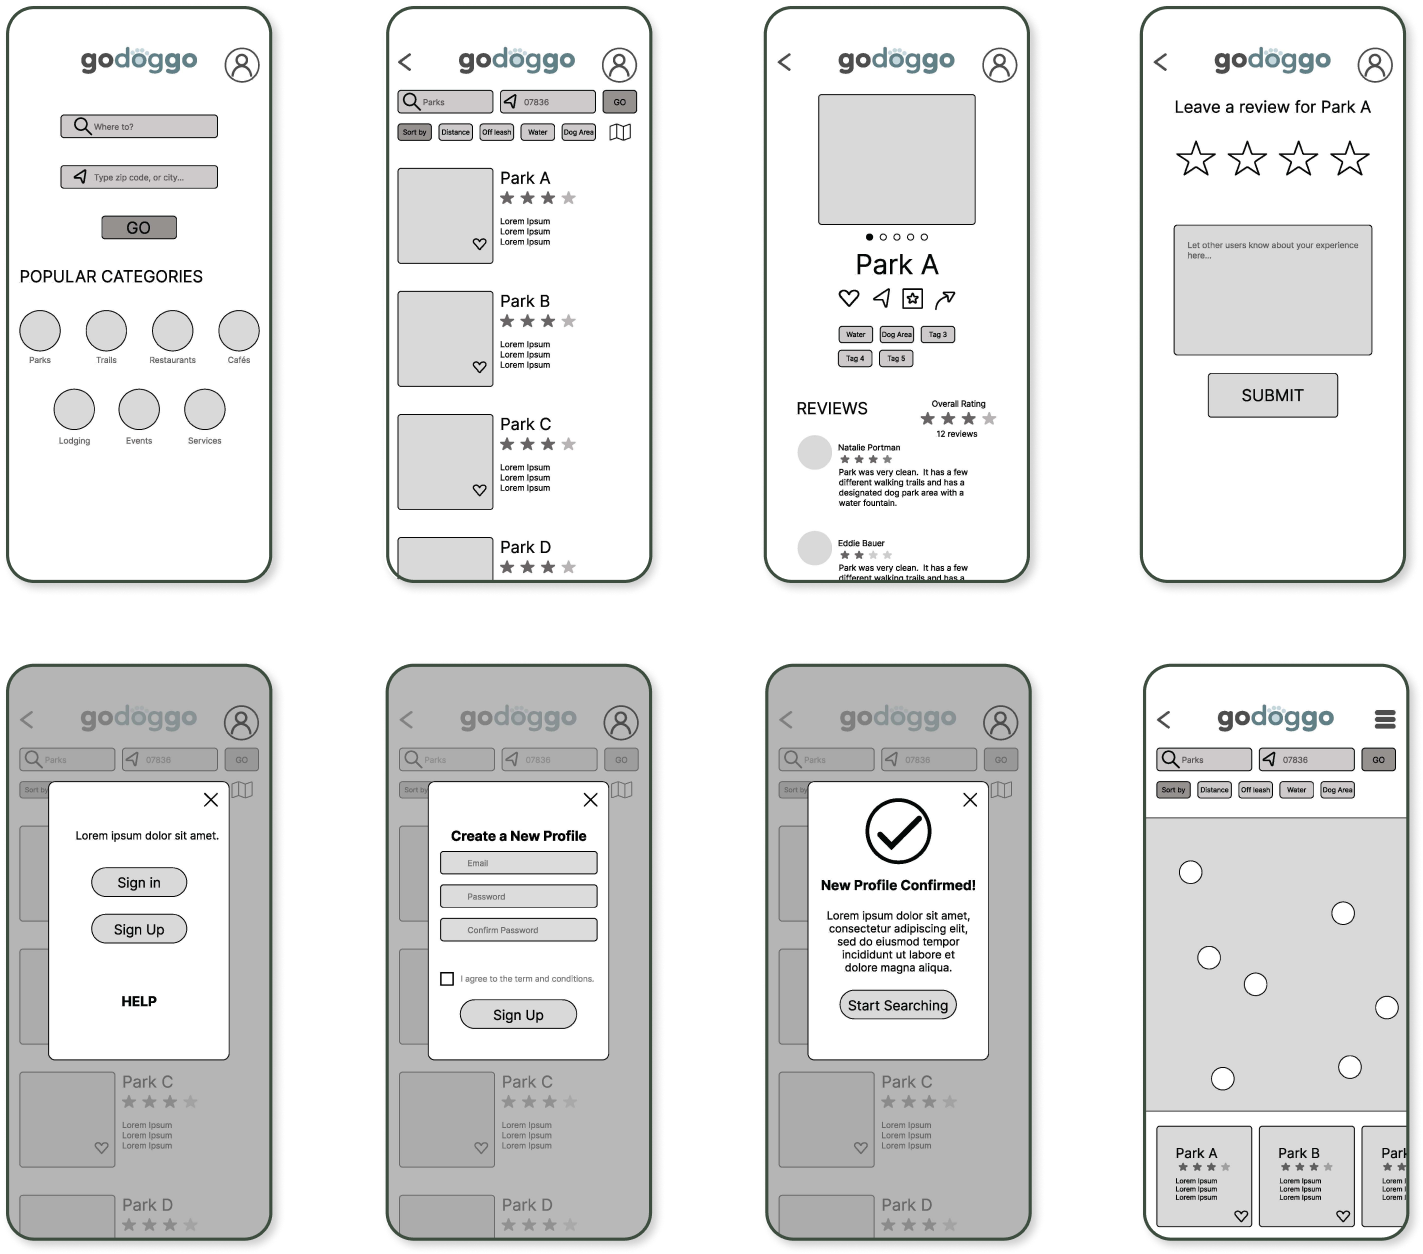 godoggo
Where to?
Type zip code, or city...
GO
POPULAR CATEGORIES
Parks Trails Restaurants Cafés
Lodging Events Services
godoggo
Parks 07836 GO
Sort by Distance Off leash Water Dog Area
Park A
Lorem Ipsum
Lorem Ipsum
Lorem Ipsum
Park B
Lorem Ipsum
Lorem Ipsum
Lorem Ipsum
Park C
Lorem Ipsum
Lorem Ipsum
Lorem Ipsum
Park D
godoggo
Park A
Water Dog Area Tag 3
Tag 4 Tag 5
REVIEWS
Overall Rating
12 reviews
Natalie Portman
Park was very clean. It has a few
different walking trails and has a
designated dog park area with a
water fountain.
Eddie Bauer
Park was very clean. It has a few
different walking trails and has a
godoggo
Leave a review for Park A
Let other users know about your experience
here...
SUBMIT
godoggo
Parks 07836 GO
Sort by
Lorem ipsum dolor sit amet.
Sign in
Sign Up
HELP
Park C
Lorem Ipsum
Lorem Ipsum
Lorem Ipsum
Park D
godoggo
Parks 07836 GO
Sort by
Create a New Profile
Email
Password
Confirm Password
I agree to the term and conditions.
Sign Up
Park C
Lorem Ipsum
Lorem Ipsum
Lorem Ipsum
Park D
godoggo
Parks 07836 GO
Sort by
New Profile Confirmed!
Lorem ipsum dolor sit amet,
consectetur adipiscing elit,
sed do eiusmod tempor
incididunt ut labore et
dolore magna aliqua.
Start Searching
Park C
Lorem Ipsum
Lorem Ipsum
Lorem Ipsum
Park D
godoggo
Parks 07836 GO
Sort by Distance Off leash Water Dog Area
Park A
Lorem Ipsum
Lorem Ipsum
Lorem Ipsum
Park B
Lorem Ipsum
Lorem Ipsum
Lorem Ipsum
Park
Lorem
Lorem
Lorem